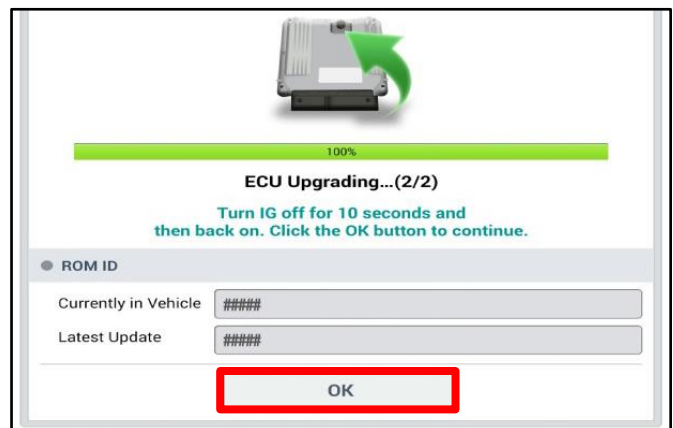 100%
ECU Upgrading...(2/2)
Turn IG off for 10 seconds and
then back on. Click the OK button to continue.
ROM ID
Currently in Vehicle #####
Latest Update #####
OK